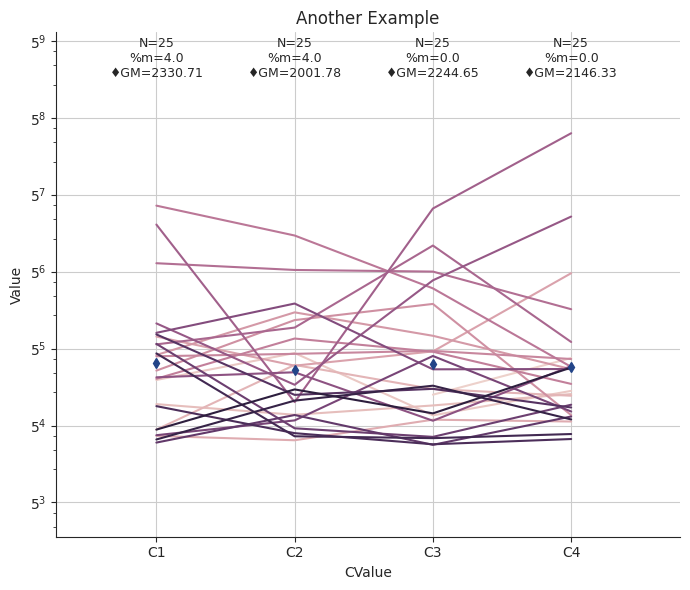 Another Example
N=25 N=25 N=25 N=25
%m=4.0 %m=4.0 %m=0.0 %m=0.0
♦GM=2330.71 ♦GM=2001.78 ♦GM=2244.65 ♦GM=2146.33
5⁹
5⁸
5⁷
5⁶
5⁵
5⁴
5³
Value
C1 C2 C3 C4
CValue